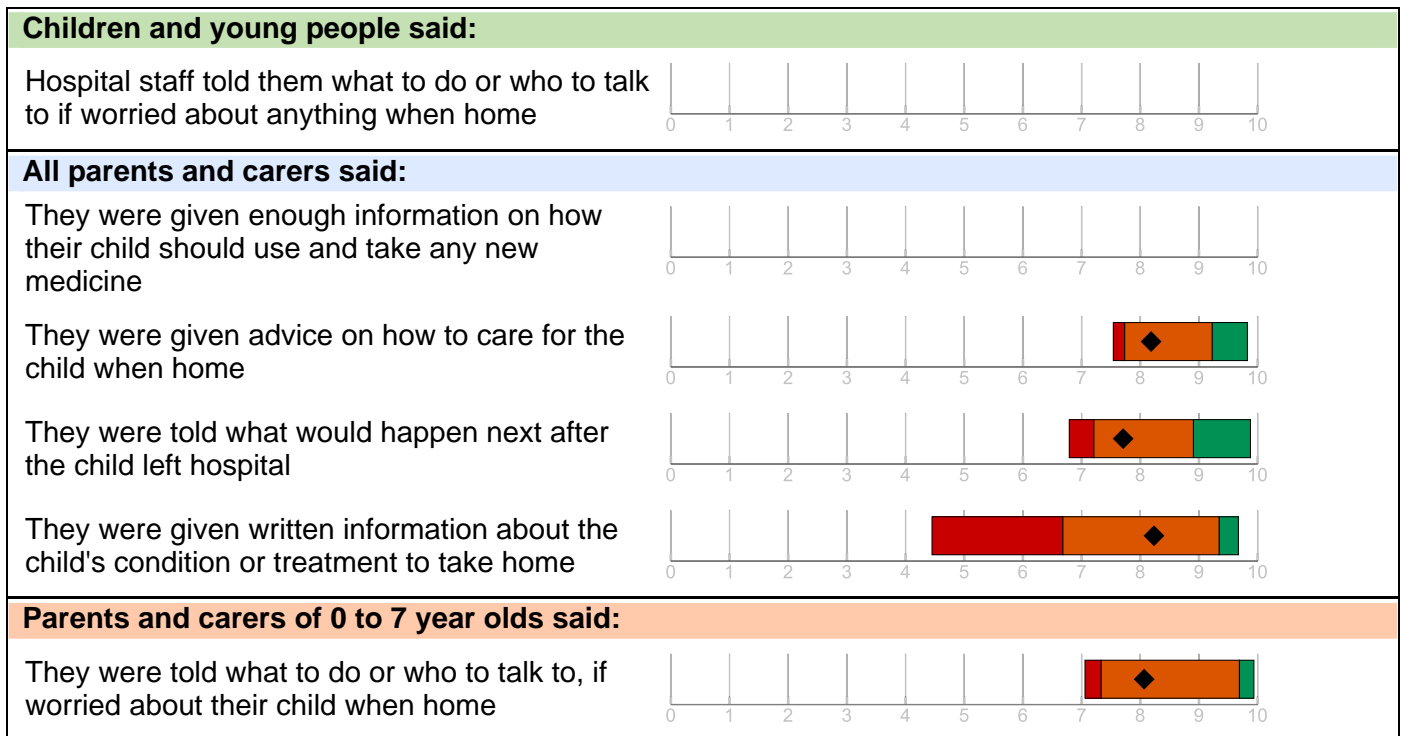 Children and young people said:
Hospital staff told them what to do or who to talk
to if worried about anything when home
0 1 2 3 4 5 6 7 8 9 10
All parents and carers said:
They were given enough information on how
their child should use and take any new
medicine
0 1 2 3 4 5 6 7 8 9 10
They were given advice on how to care for the
child when home
0 1 2 3 4 5 6 7 8 9 10
They were told what would happen next after
the child left hospital
0 1 2 3 4 5 6 7 8 9 10
They were given written information about the
child's condition or treatment to take home
0 1 2 3 4 5 6 7 8 9 10
Parents and carers of 0 to 7 year olds said:
They were told what to do or who to talk to, if
worried about their child when home
0 1 2 3 4 5 6 7 8 9 10